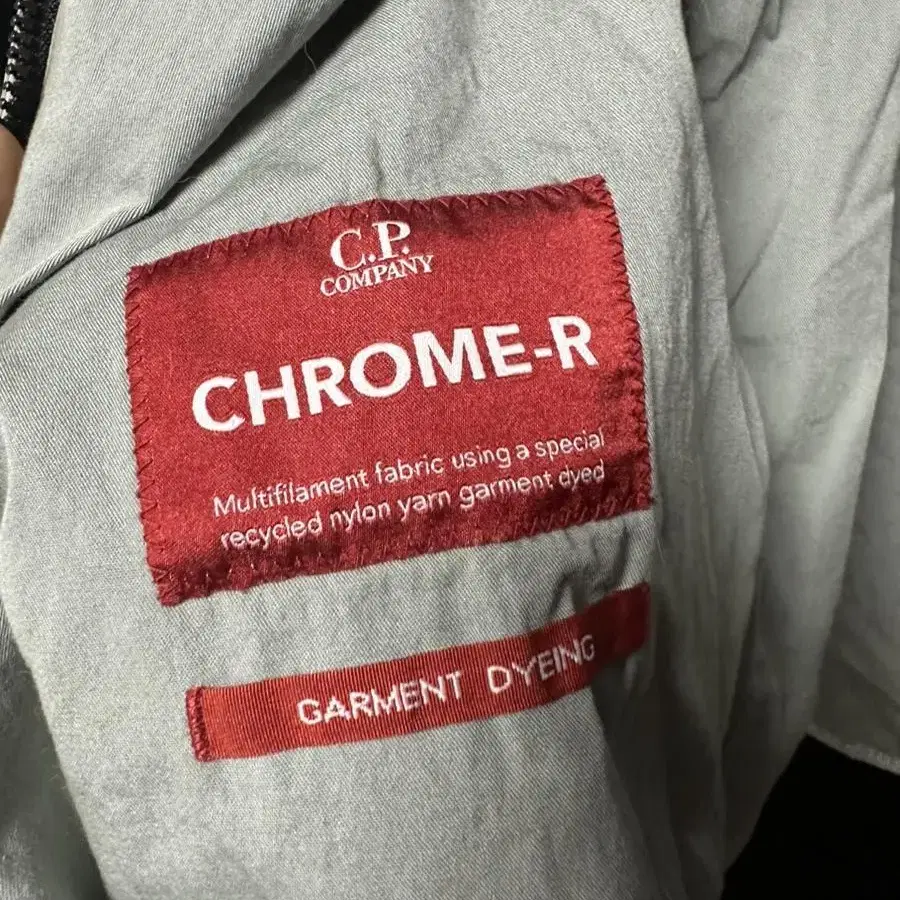 C.P.
COMPANY
CHROME-R
Multifilament fabric using a special
recycled nylon yarn garment dyed
GARMENT DYEING